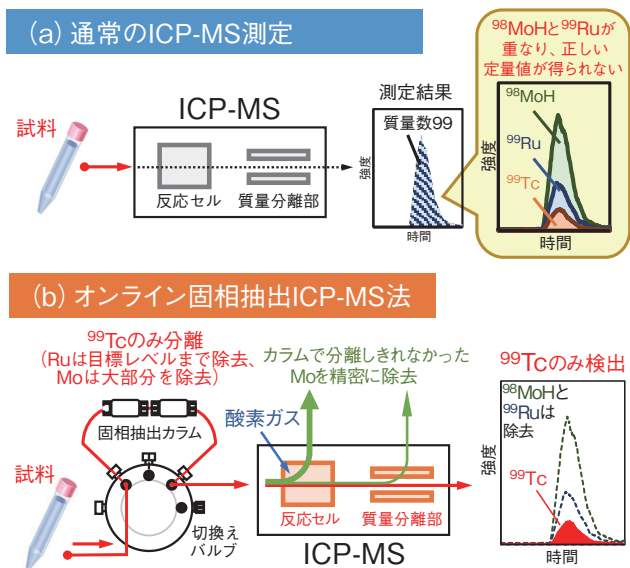 (a) 通常のICP-MS測定
⁹⁸MoHと⁹⁹Ruが
重なり、正しい
定量値が得られない
試料
ICP-MS
反応セル
質量分離部
測定結果
質量数99
強度
時間
⁹⁸MoH
⁹⁹Ru
⁹⁹Tc
強度
時間
(b) オンライン固相抽出ICP-MS法
⁹⁹Tcのみ分離
(Ruは目標レベルまで除去、
Moは大部分を除去)
カラムで分離しきれなかった
Moを精密に除去
固相抽出カラム
酸素ガス
試料
切換え
バルブ
反応セル
質量分離部
ICP-MS
⁹⁹Tcのみ検出
⁹⁸MoHと
⁹⁹Ruは
除去
⁹⁹Tc
強度
時間